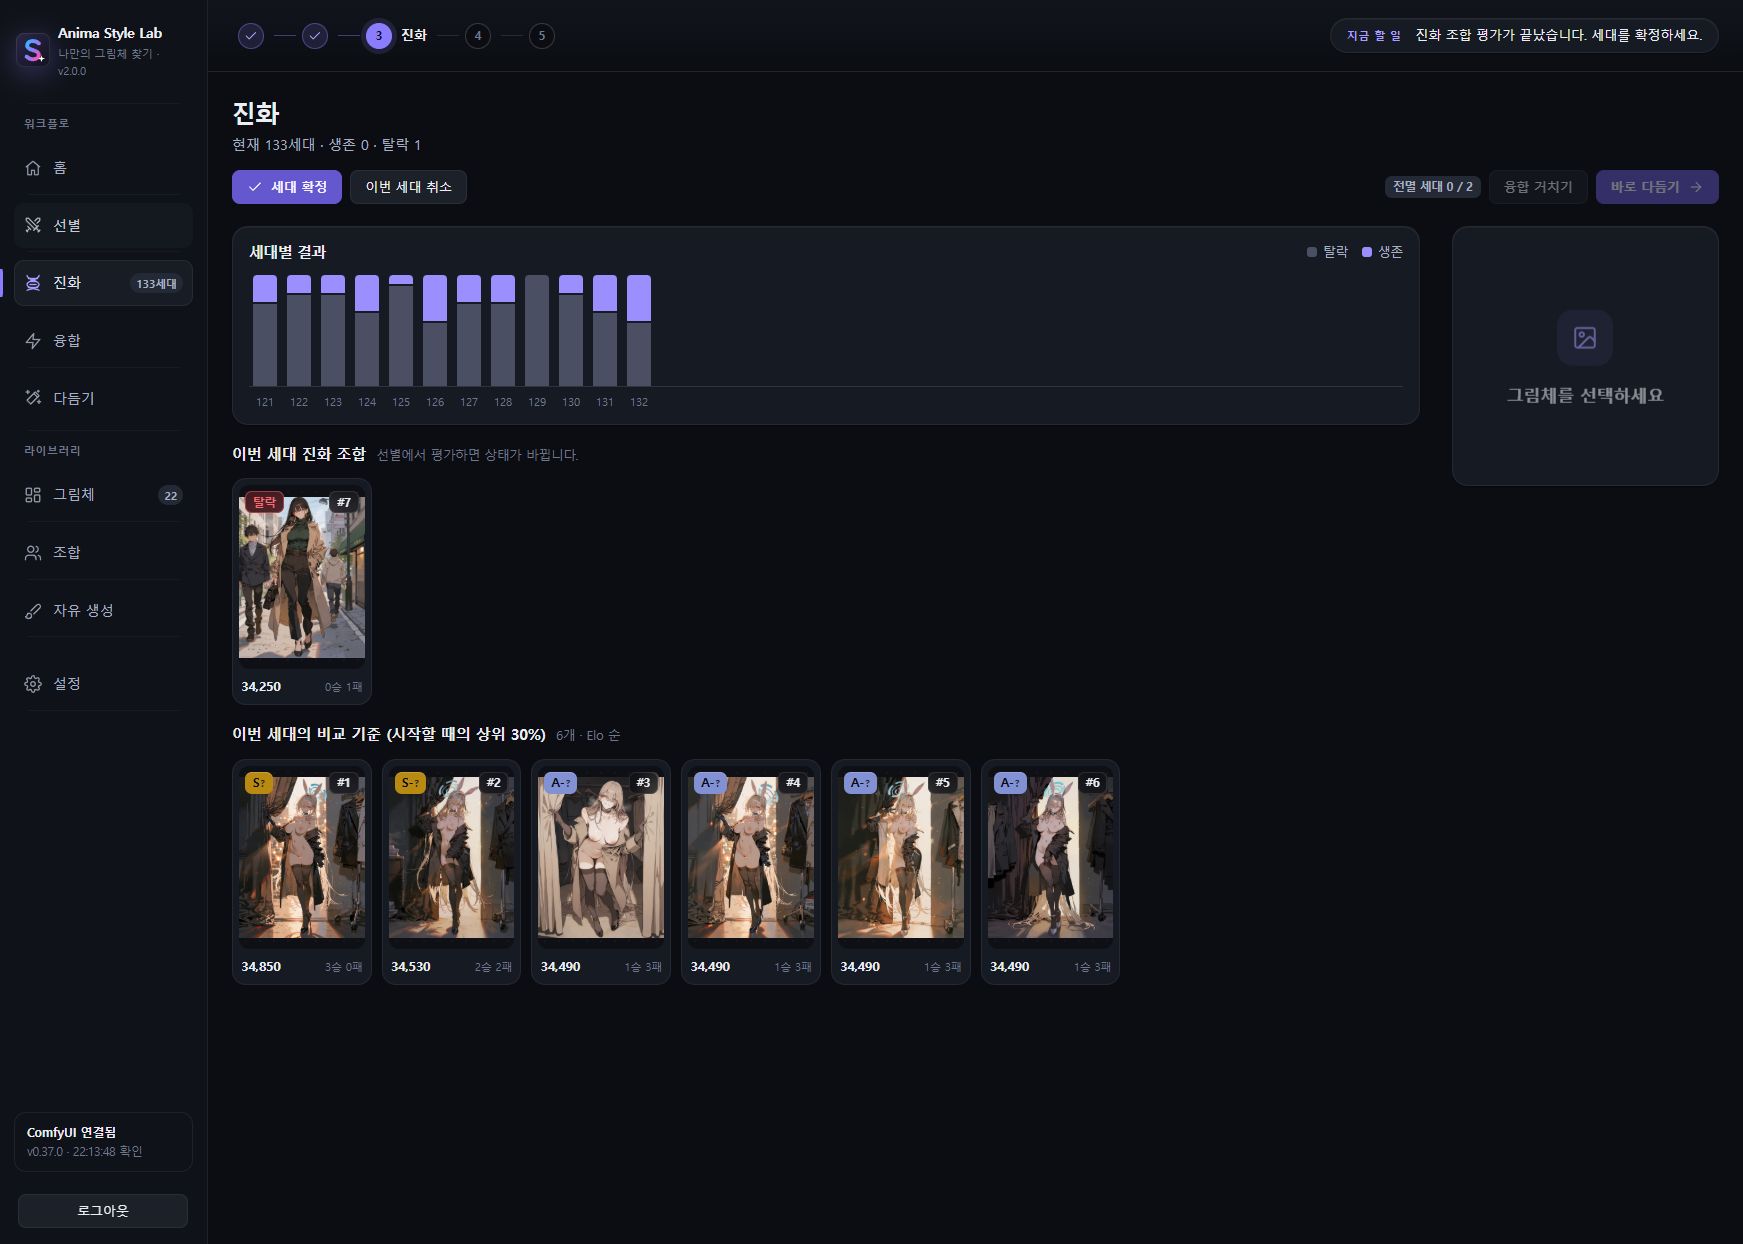 Anima Style Lab
나만의 그림체 찾기 ·
v2.0.0
워크플로
홈
선별
진화
133세대
융합
다듬기
라이브러리
그림체
22
조합
자유 생성
설정
ComfyUI 연결됨
v0.37.0 · 22:13:48 확인
로그아웃
3 진화 4 5
지금 할 일 진화 조합 평가가 끝났습니다. 세대를 확정하세요.
진화
현재 133세대 · 생존 0 · 탈락 1
세대 확정 이번 세대 취소
전멸 세대 0 / 2 융합 거치기 바로 다듬기 →
세대별 결과
탈락 생존
121 122 123 124 125 126 127 128 129 130 131 132
그림체를 선택하세요
이번 세대 진화 조합 선별에서 평가하면 상태가 바뀝니다.
탈락 #7
34,250 0승 1패
이번 세대의 비교 기준 (시작할 때의 상위 30%) 6개 · Elo 순
S? #1 S-? #2 A-? #3 A-? #4 A-? #5 A-? #6
34,850 3승 0패 34,530 2승 2패 34,490 1승 3패 34,490 1승 3패 34,490 1승 3패 34,490 1승 3패